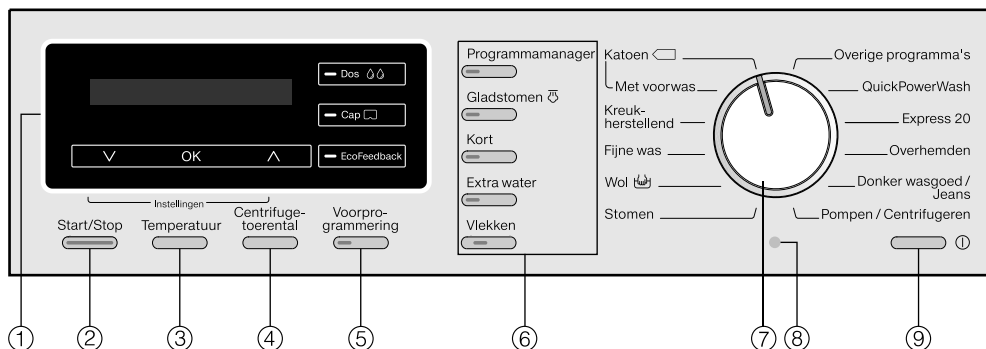 Dos
Cap
EcoFeedback
OK
Instellingen
Start/Stop
Temperatuur
Centrifuge-
toerental
Voorpro-
grammering
Programmamanager
Gladstomen
Kort
Extra water
Vlekken
Katoen
Met voorwas
Kreuk-
herstellend
Fijne was
Wol
Stomen
Overige programma's
QuickPowerWash
Express 20
Overhemden
Donker wasgoed /
Jeans
Pompen / Centrifugeren
① ② ③ ④ ⑤ ⑥ ⑦ ⑧ ⑨